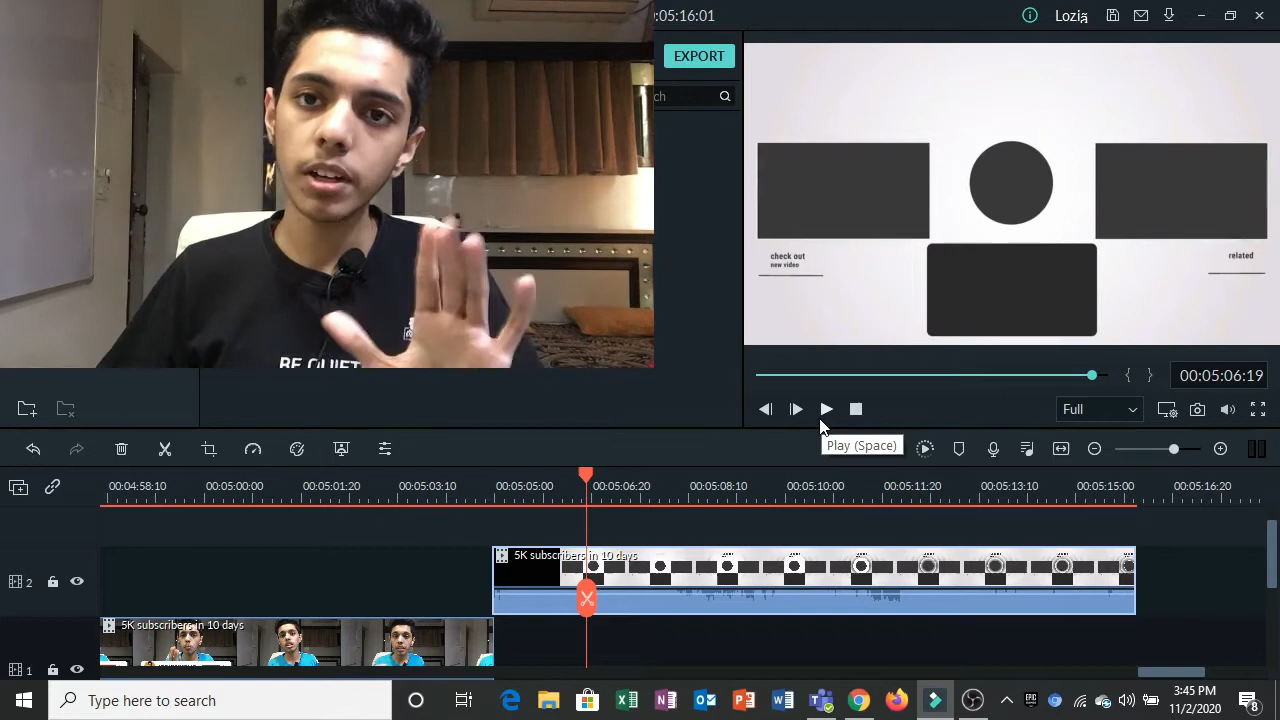 :05:16:01
Lozia
EXPORT
ch
check out
new video
related
BE QUIET
00:05:06:19
Full
Play (Space)
00:04:58:10
00:05:00:00
00:05:01:20
00:05:03:10
00:05:05:00
00:05:06:20
00:05:08:10
00:05:10:00
00:05:11:20
00:05:13:10
00:05:15:00
00:05:16:20
5K subscribers in 10 days
2
5K subscribers in 10 days
1
Type here to search
3:45 PM
11/2/2020